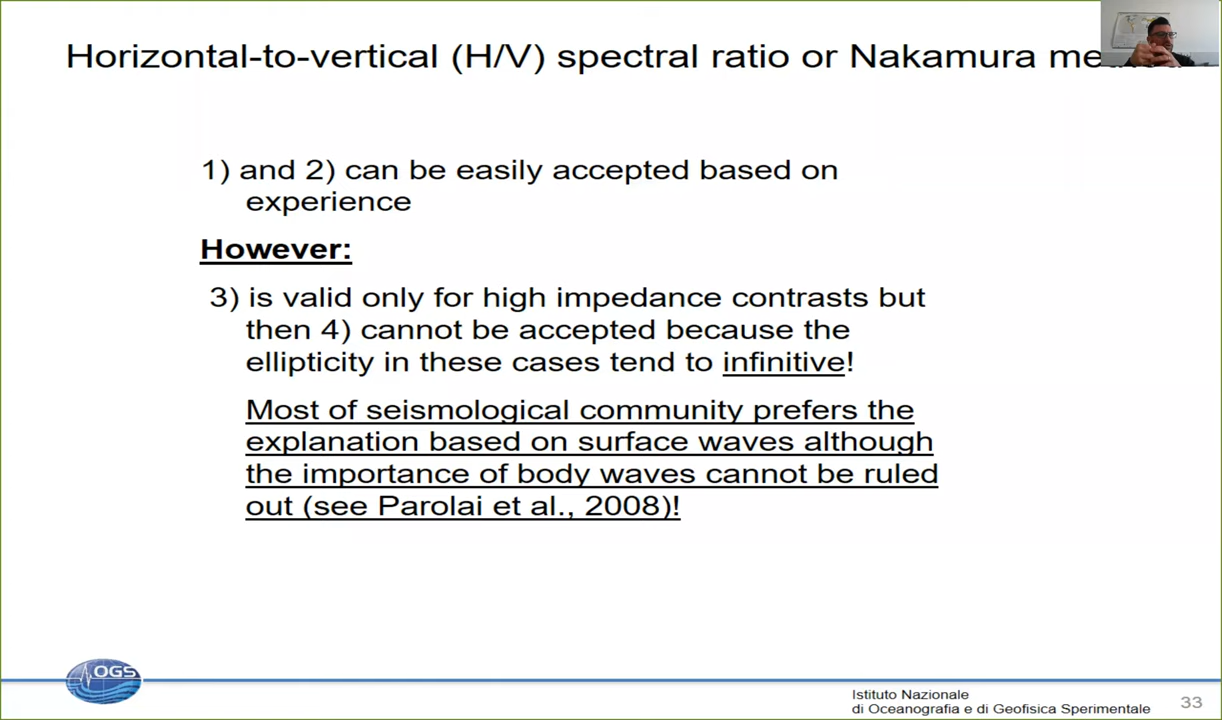 Horizontal-to-vertical (H/V) spectral ratio or Nakamura
1) and 2) can be easily accepted based on
experience
However:
3) is valid only for high impedance contrasts but
then 4) cannot be accepted because the
ellipticity in these cases tend to infinitive!
Most of seismological community prefers the
explanation based on surface waves although
the importance of body waves cannot be ruled
out (see Parolai et al., 2008)!
OGS
Istituto Nazionale
di Oceanografia e di Geofisica Sperimentale
33